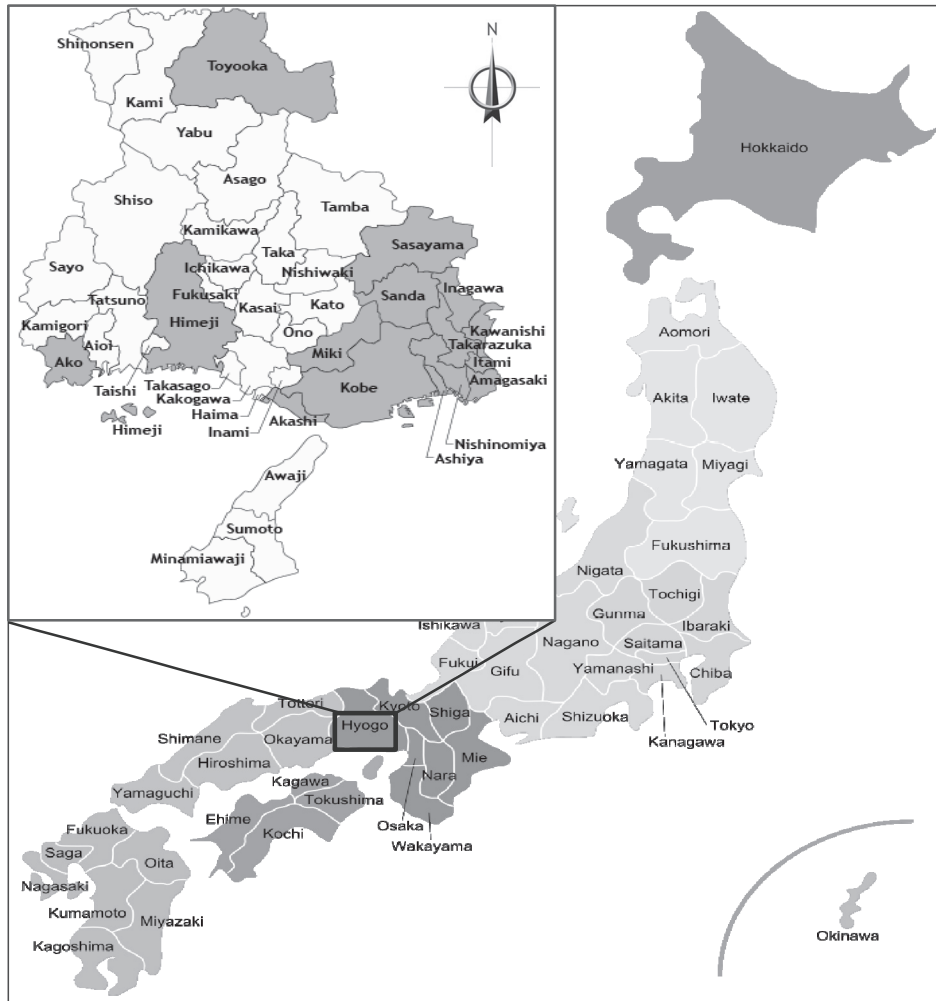 Shinonsen
Toyooka
Kami
Yabu
Asago
Shiso
Tamba
Kamikawa
Sasayama
Taka
Sayo
Ichikawa
Nishiwaki
Inagawa
Tatsuno
Fukusaki
Kasai
Kato
Sanda
Kamigori
Himeji
Kawanishi
Aioi
Ono
Takarazuka
Ako
Miki
Itami
Taishi
Takasago
Kobe
Amagasaki
Kakogawa
Haima
Akashi
Himeji
Inami
Nishinomiya
Ashiya
Awaji
Sumoto
Minamiawaji
Hokkaido
Aomori
Akita
Iwate
Yamagata
Miyagi
Fukushima
Nigata
Tochigi
Gunma
Ishikawa
Ibaraki
Nagano
Saitama
Fukui
Gifu
Yamanashi
Chiba
Tottori
Kyoto
Shiga
Aichi
Shizuoka
Tokyo
Hyogo
Kanagawa
Shimane
Okayama
Hiroshima
Mie
Nara
Kagawa
Yamaguchi
Tokushima
Ehime
Osaka
Fukuoka
Kochi
Wakayama
Saga
Oita
Nagasaki
Kumamoto
Miyazaki
Kagoshima
Okinawa